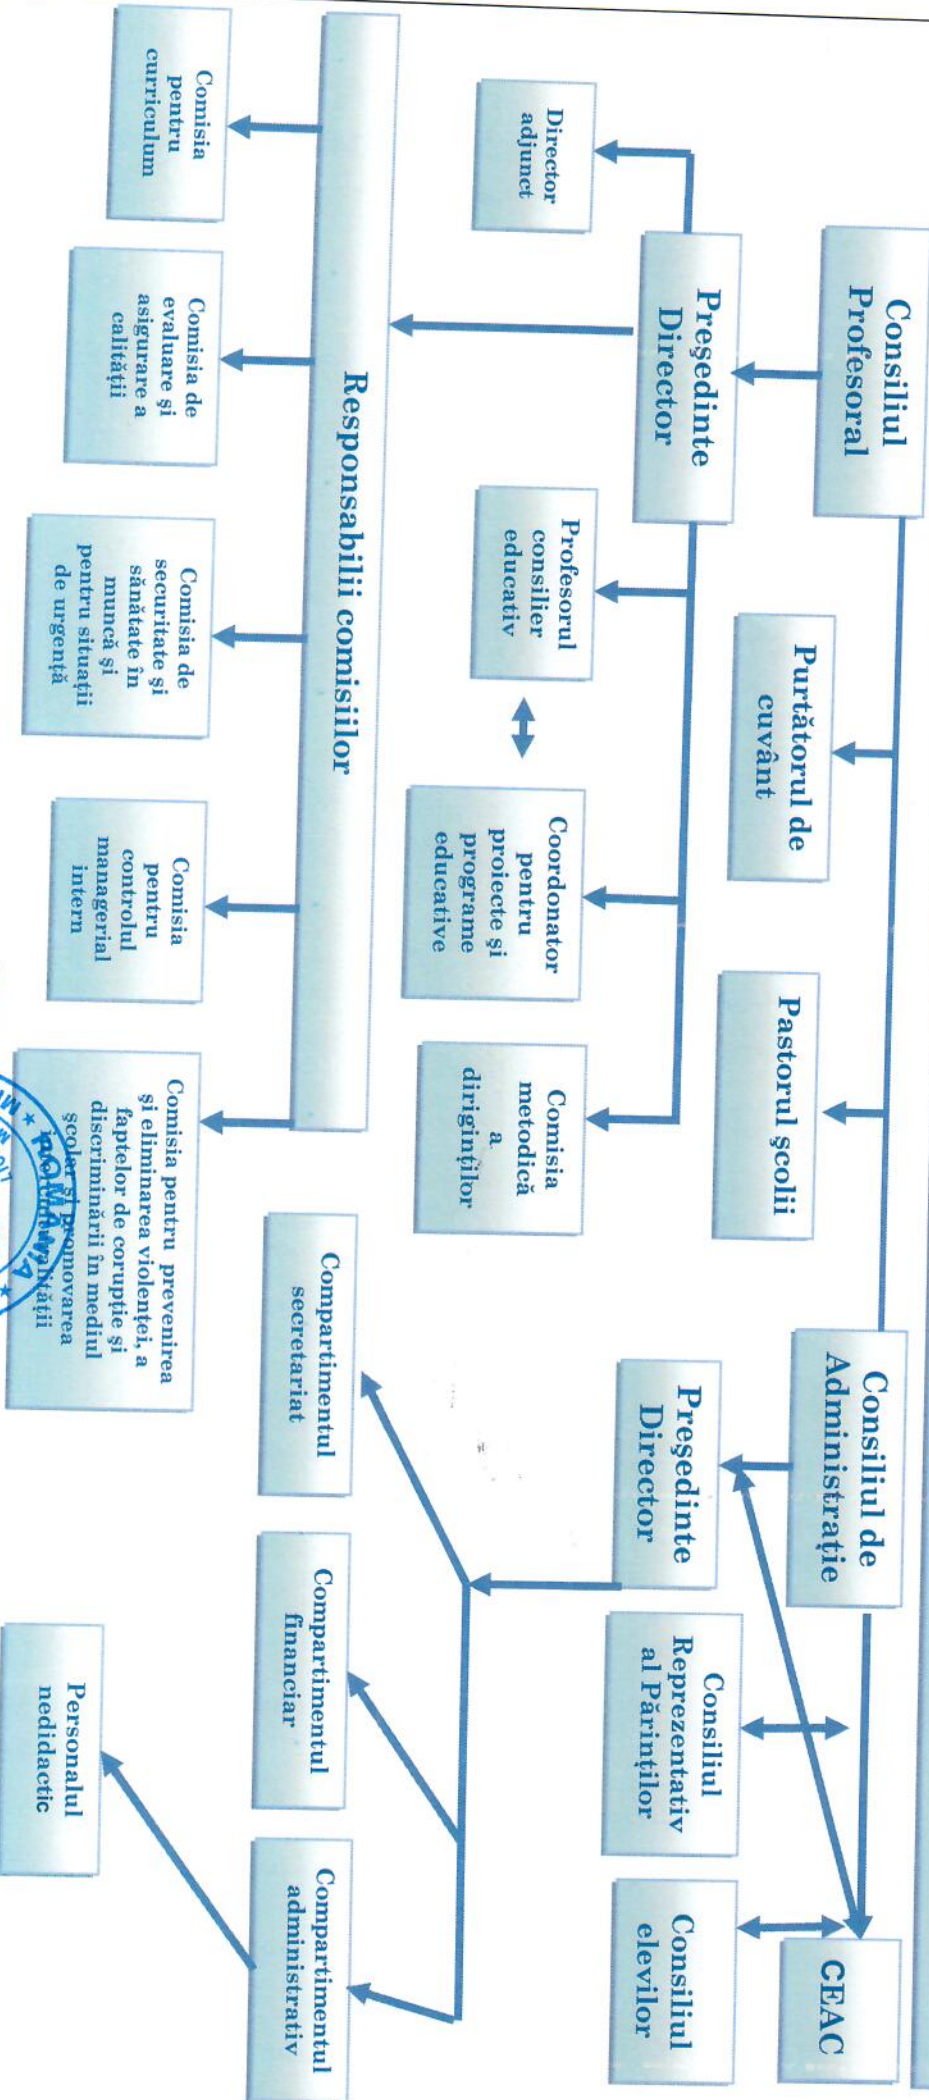 Consiliul
Profesoral
Consiliul de
Administrație
CEAC
Purtătorul de
cuvânt
Pastorul școlii
Președinte
Director
Președinte
Director
Consiliul
Reprezentativ
al Părinților
Consiliul
elevilor
Director
adjunct
Profesorul
consilier
educativ
Coordonator
pentru
proiecte și
programe
educative
Comisia
metodică
a
diriginților
Responsabilii comisiilor
Compartimentul
secretariat
Compartimentul
financiar
Compartimentul
administrativ
Comisia
pentru
curriculum
Comisia de
evaluare și
asigurare a
calității
Comisia de
securitate și
sănătate în
muncă și
pentru situații
de urgență
Comisia
pentru
controlul
managerial
intern
Comisia pentru prevenirea
și eliminarea violenței, a
faptelor de corupție și
discriminării în mediul
școlar și promovarea
Personalul
nedidactic
ROMANIA